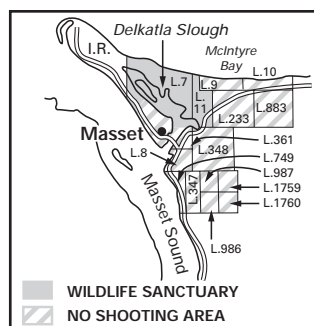 Delkatla Slough
I.R.
McIntyre
Bay
L.7
L.9
L.10
L.
11
L.883
L.233
Masset
L.361
L.8
L.348
L.749
L.987
L.347
L.1759
L.1760
Masset Sound
L.986
WILDLIFE SANCTUARY
NO SHOOTING AREA